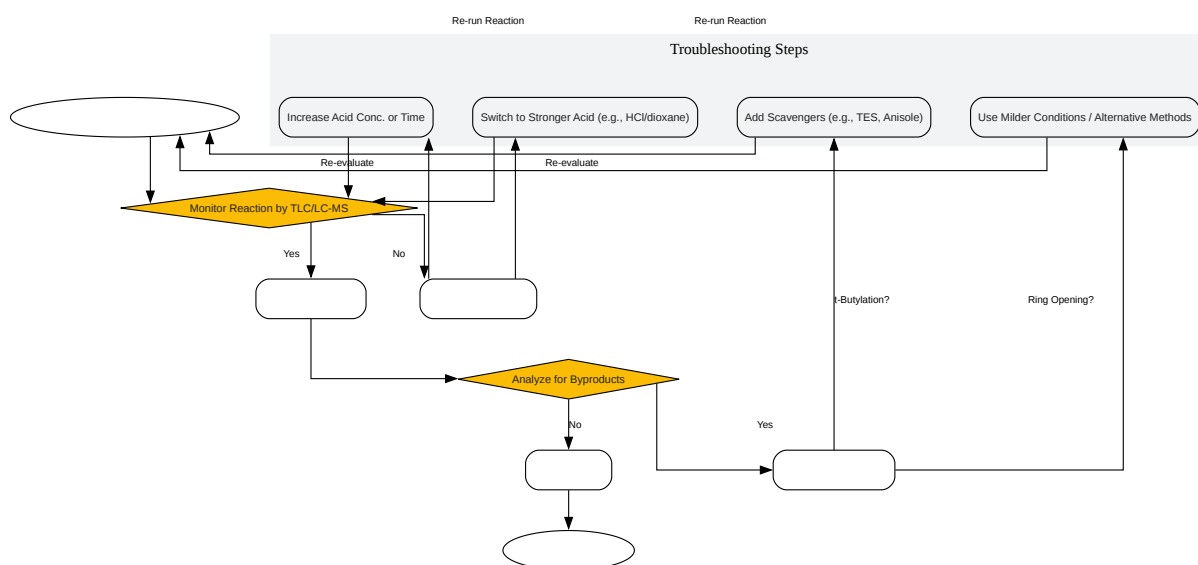 Re-run Reaction
Re-run Reaction
Troubleshooting Steps
Increase Acid Conc. or Time
Switch to Stronger Acid (e.g., HCl/dioxane)
Add Scavengers (e.g., TES, Anisole)
Use Milder Conditions / Alternative Methods
Re-evaluate
Re-evaluate
Monitor Reaction by TLC/LC-MS
Yes
No
t-Butylation?
Ring Opening?
Analyze for Byproducts
No
Yes